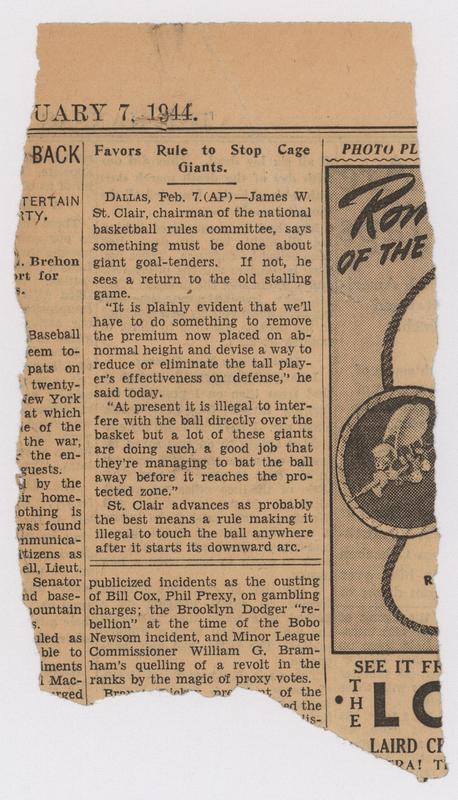 UARY 7, 1944.
BACK
TERTAIN
TY.
. Brehon
rt for
s.
Baseball
eem to-
pats on
twenty-
New York
at which
e of the
the war,
the en-
guests.
by the
ir home-
othing is
was found
mmunica-
itizens as
ell, Lieut.
Senator
nd base-
ountain
s.
uled as
ble to
iments
l Mac-
erged
Favors Rule to Stop Cage
Giants.
DALLAS, Feb. 7.(AP)—James W.
St. Clair, chairman of the national
basketball rules committee, says
something must be done about
giant goal-tenders. If not, he
sees a return to the old stalling
game.
"It is plainly evident that we'll
have to do something to remove
the premium now placed on ab-
normal height and devise a way to
reduce or eliminate the tall play-
er's effectiveness on defense," he
said today.
"At present it is illegal to inter-
fere with the ball directly over the
basket but a lot of these giants
are doing such a good job that
they're managing to bat the ball
away before it reaches the pro-
tected zone."
St. Clair advances as probably
the best means a rule making it
illegal to touch the ball anywhere
after it starts its downward arc.
publicized incidents as the ousting
of Bill Cox, Phil Prexy, on gambling
charges; the Brooklyn Dodger "re-
bellion" at the time of the Bobo
Newsom incident, and Minor League
Commissioner William G. Bram-
ham's quelling of a revolt in the
ranks by the magic of proxy votes.
of the
ed the
lis-
PHOTO PL
Rom
OF THE
R
SEE IT FR
THE
LO
LAIRD CR
RA! T